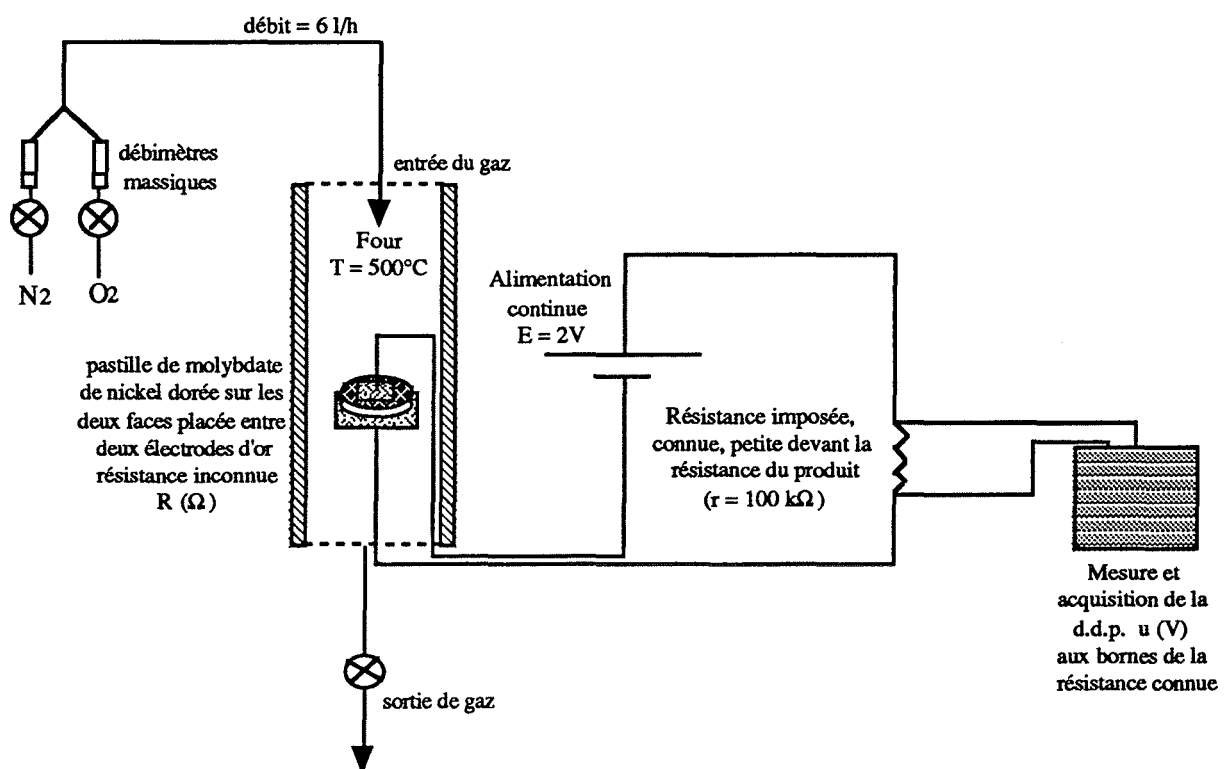 débit = 6 l/h
débimètres
massiques
N2
O2
entrée du gaz
Four
T = 500°C
pastille de molybdate
de nickel dorée sur les
deux faces placée entre
deux électrodes d'or
résistance inconnue
R (Ω)
Alimentation
continue
E = 2V
Résistance imposée,
connue, petite devant la
résistance du produit
(r = 100 kΩ)
Mesure et
acquisition de la
d.d.p. u (V)
aux bornes de la
résistance connue
sortie de gaz